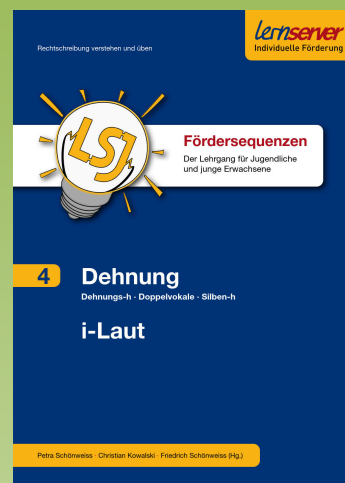 Rechtschreibung verstehen und üben
lernserver
Individuelle Förderung
LSJ
Fördersequenzen
Der Lehrgang für Jugendliche
und junge Erwachsene
4 Dehnung
Dehnungs-h · Doppelvokale · Silben-h
i-Laut
Petra Schönweiss · Christian Kowalski · Friedrich Schönweiss (Hg.)